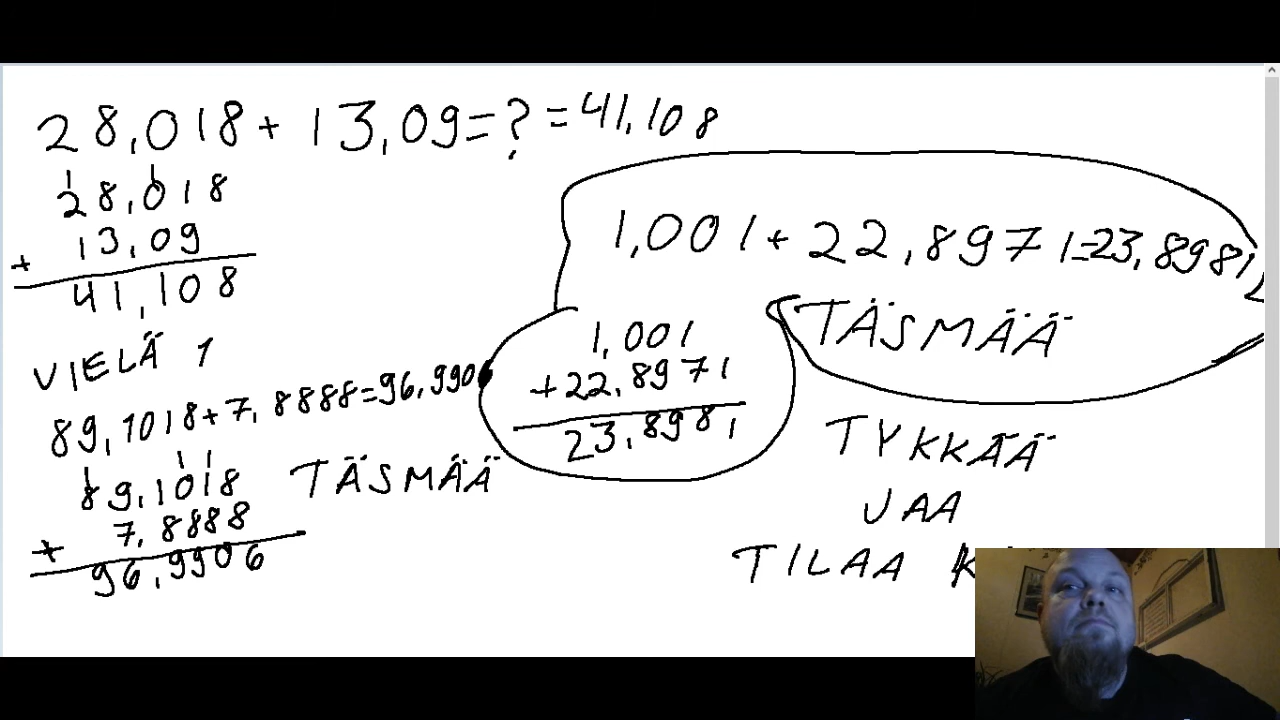 28,018 + 13,09 = ? = 41,108
28,018
+ 13,09
41,108
VIELÄ 1
89,1018 + 7,8888 = 96,9906
89,1018
+ 7,8888
96,9906
TÄSMÄÄ
1,001 + 22,8971 = 23,8981
1,001
+ 22,8971
23,8981
TÄSMÄÄ
TYKKÄÄ
JAA
TILAA